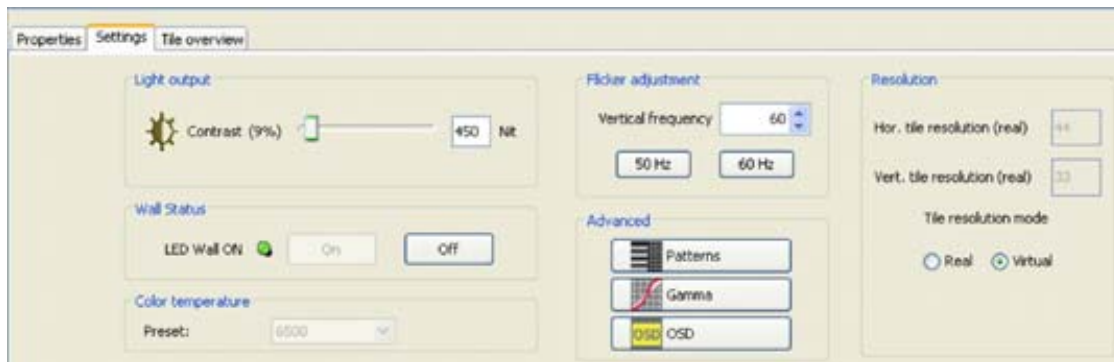 Properties Settings Tile overview
Light output
Contrast (9%) 450 Nit
Wall Status
LED Wall ON On Off
Color temperature
Preset: 6500
Flicker adjustment
Vertical frequency 60
50 Hz 60 Hz
Advanced
Patterns
Gamma
OSD OSD
Resolution
Hor. tile resolution (real) 44
Vert. tile resolution (real) 33
Tile resolution mode
Real Virtual